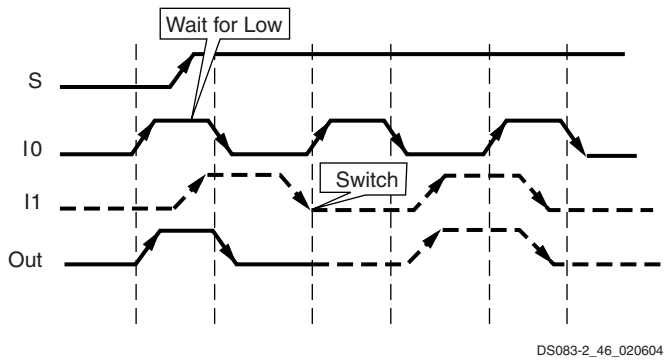 Wait for Low
S
I0
I1
Switch
Out
DS083-2_46_020604